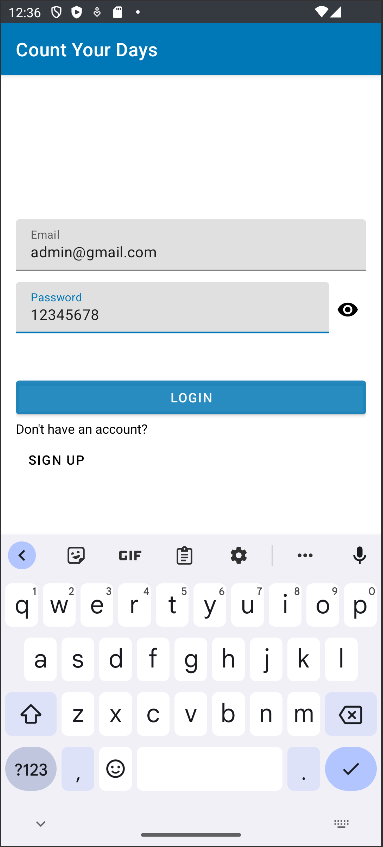 12:36
Count Your Days
Email
admin@gmail.com
Password
12345678
LOGIN
Don't have an account?
SIGN UP
GIF
1 2 3 4 5 6 7 8 9 0
q w e r t y u i o p
a s d f g h j k l
z x c v b n m
?123 , .